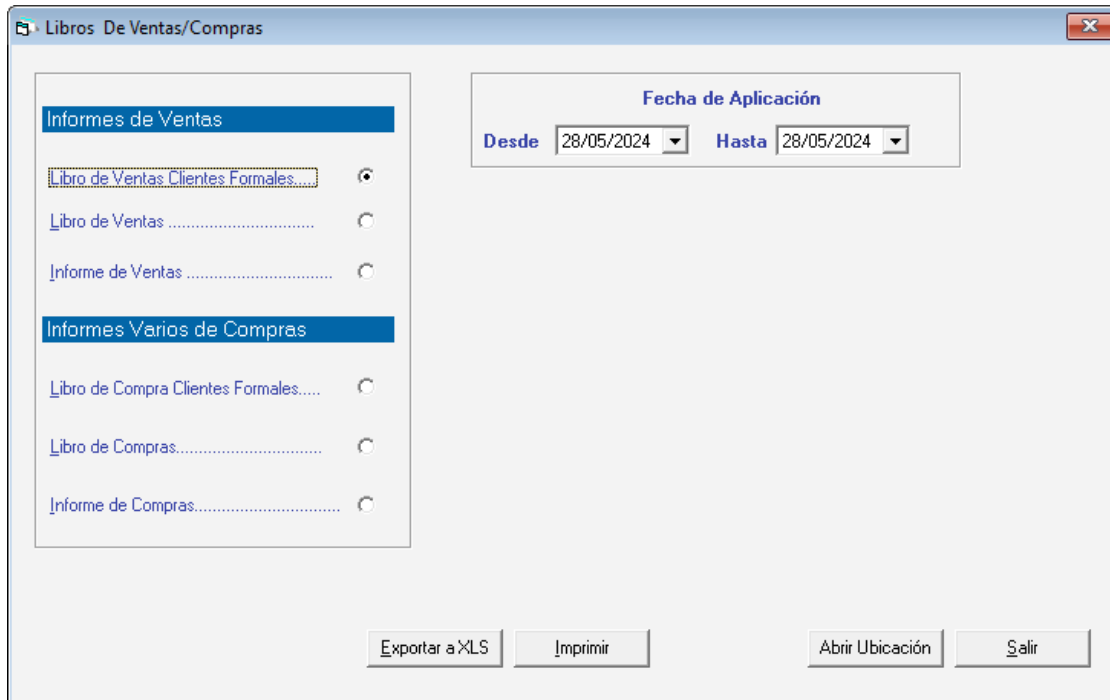 Libros De Ventas/Compras
Informes de Ventas
Libro de Ventas Clientes Formales.....
Libro de Ventas ................................
Informe de Ventas ................................
Informes Varios de Compras
Libro de Compra Clientes Formales.....
Libro de Compras................................
Informe de Compras................................
Fecha de Aplicación
Desde 28/05/2024 Hasta 28/05/2024
Exportar a XLS Imprimir Abrir Ubicación Salir